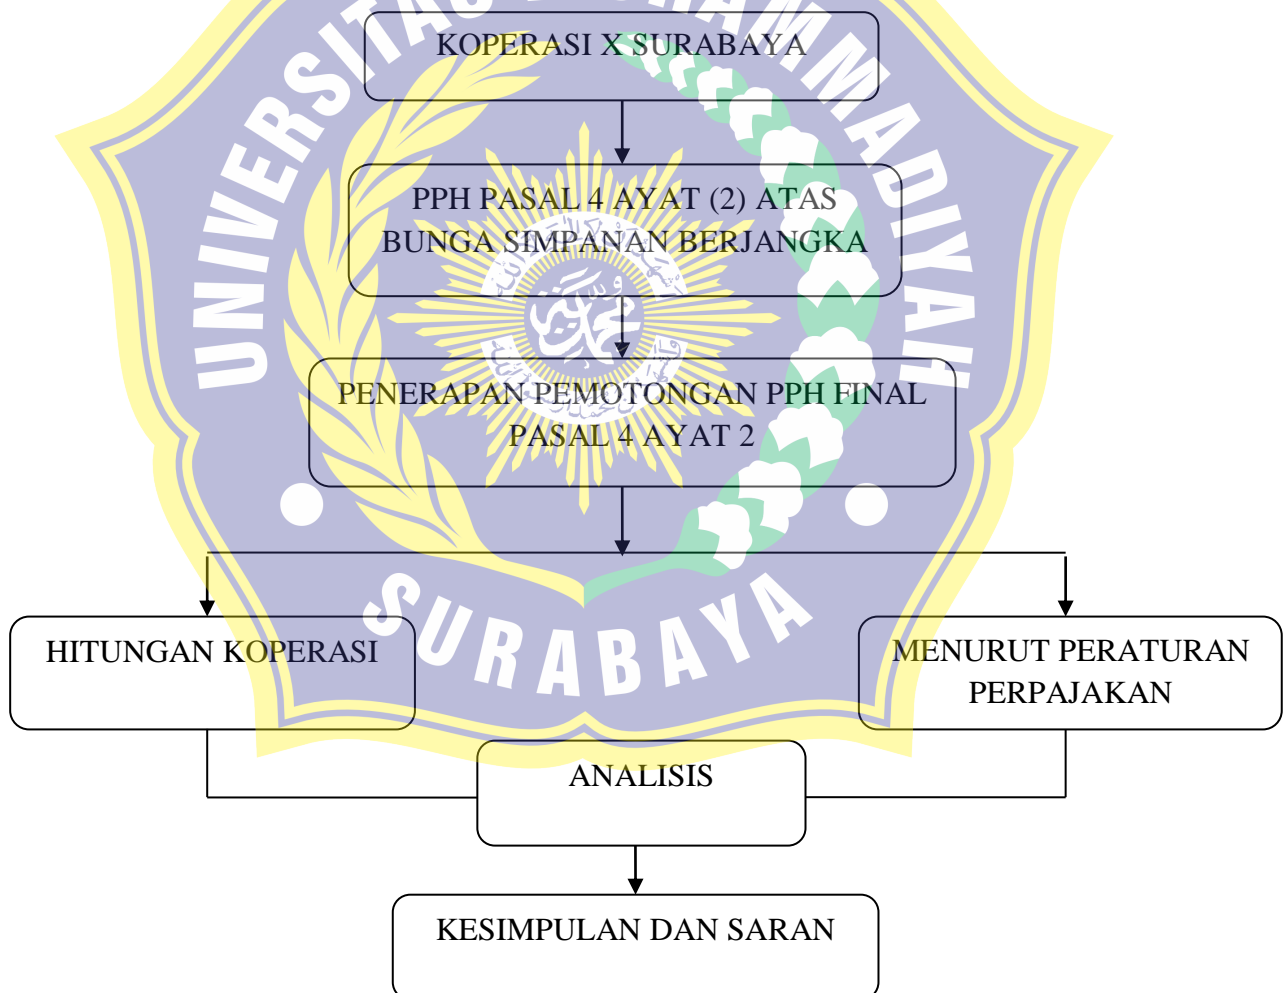 UNIVERSITAS MUHAMMADIYAH
KOPERASI X SURABAYA
PPH PASAL 4 AYAT (2) ATAS
BUNGA SIMPANAN BERJANGKA
محمد
PENERAPAN PEMOTONGAN PPH FINAL
PASAL 4 AYAT 2
SURABAYA
HITUNGAN KOPERASI
MENURUT PERATURAN
PERPAJAKAN
ANALISIS
KESIMPULAN DAN SARAN